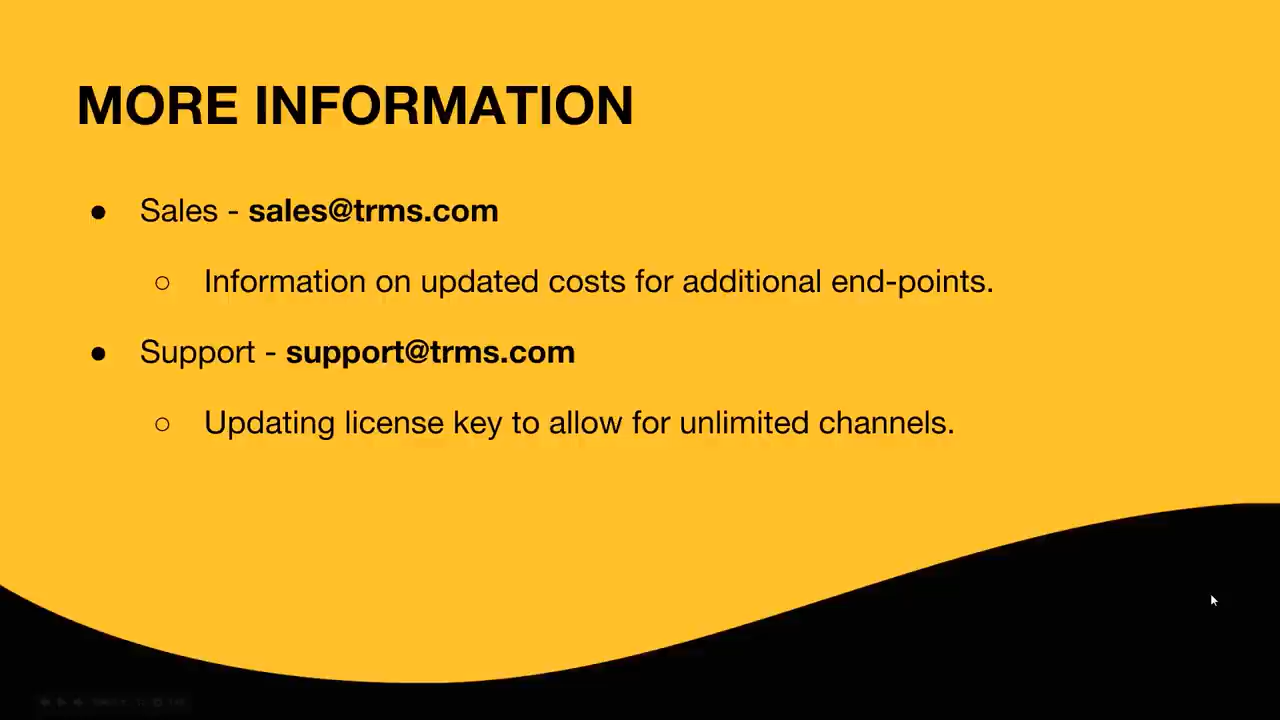 MORE INFORMATION
● Sales - sales@trms.com
○ Information on updated costs for additional end-points.
● Support - support@trms.com
○ Updating license key to allow for unlimited channels.